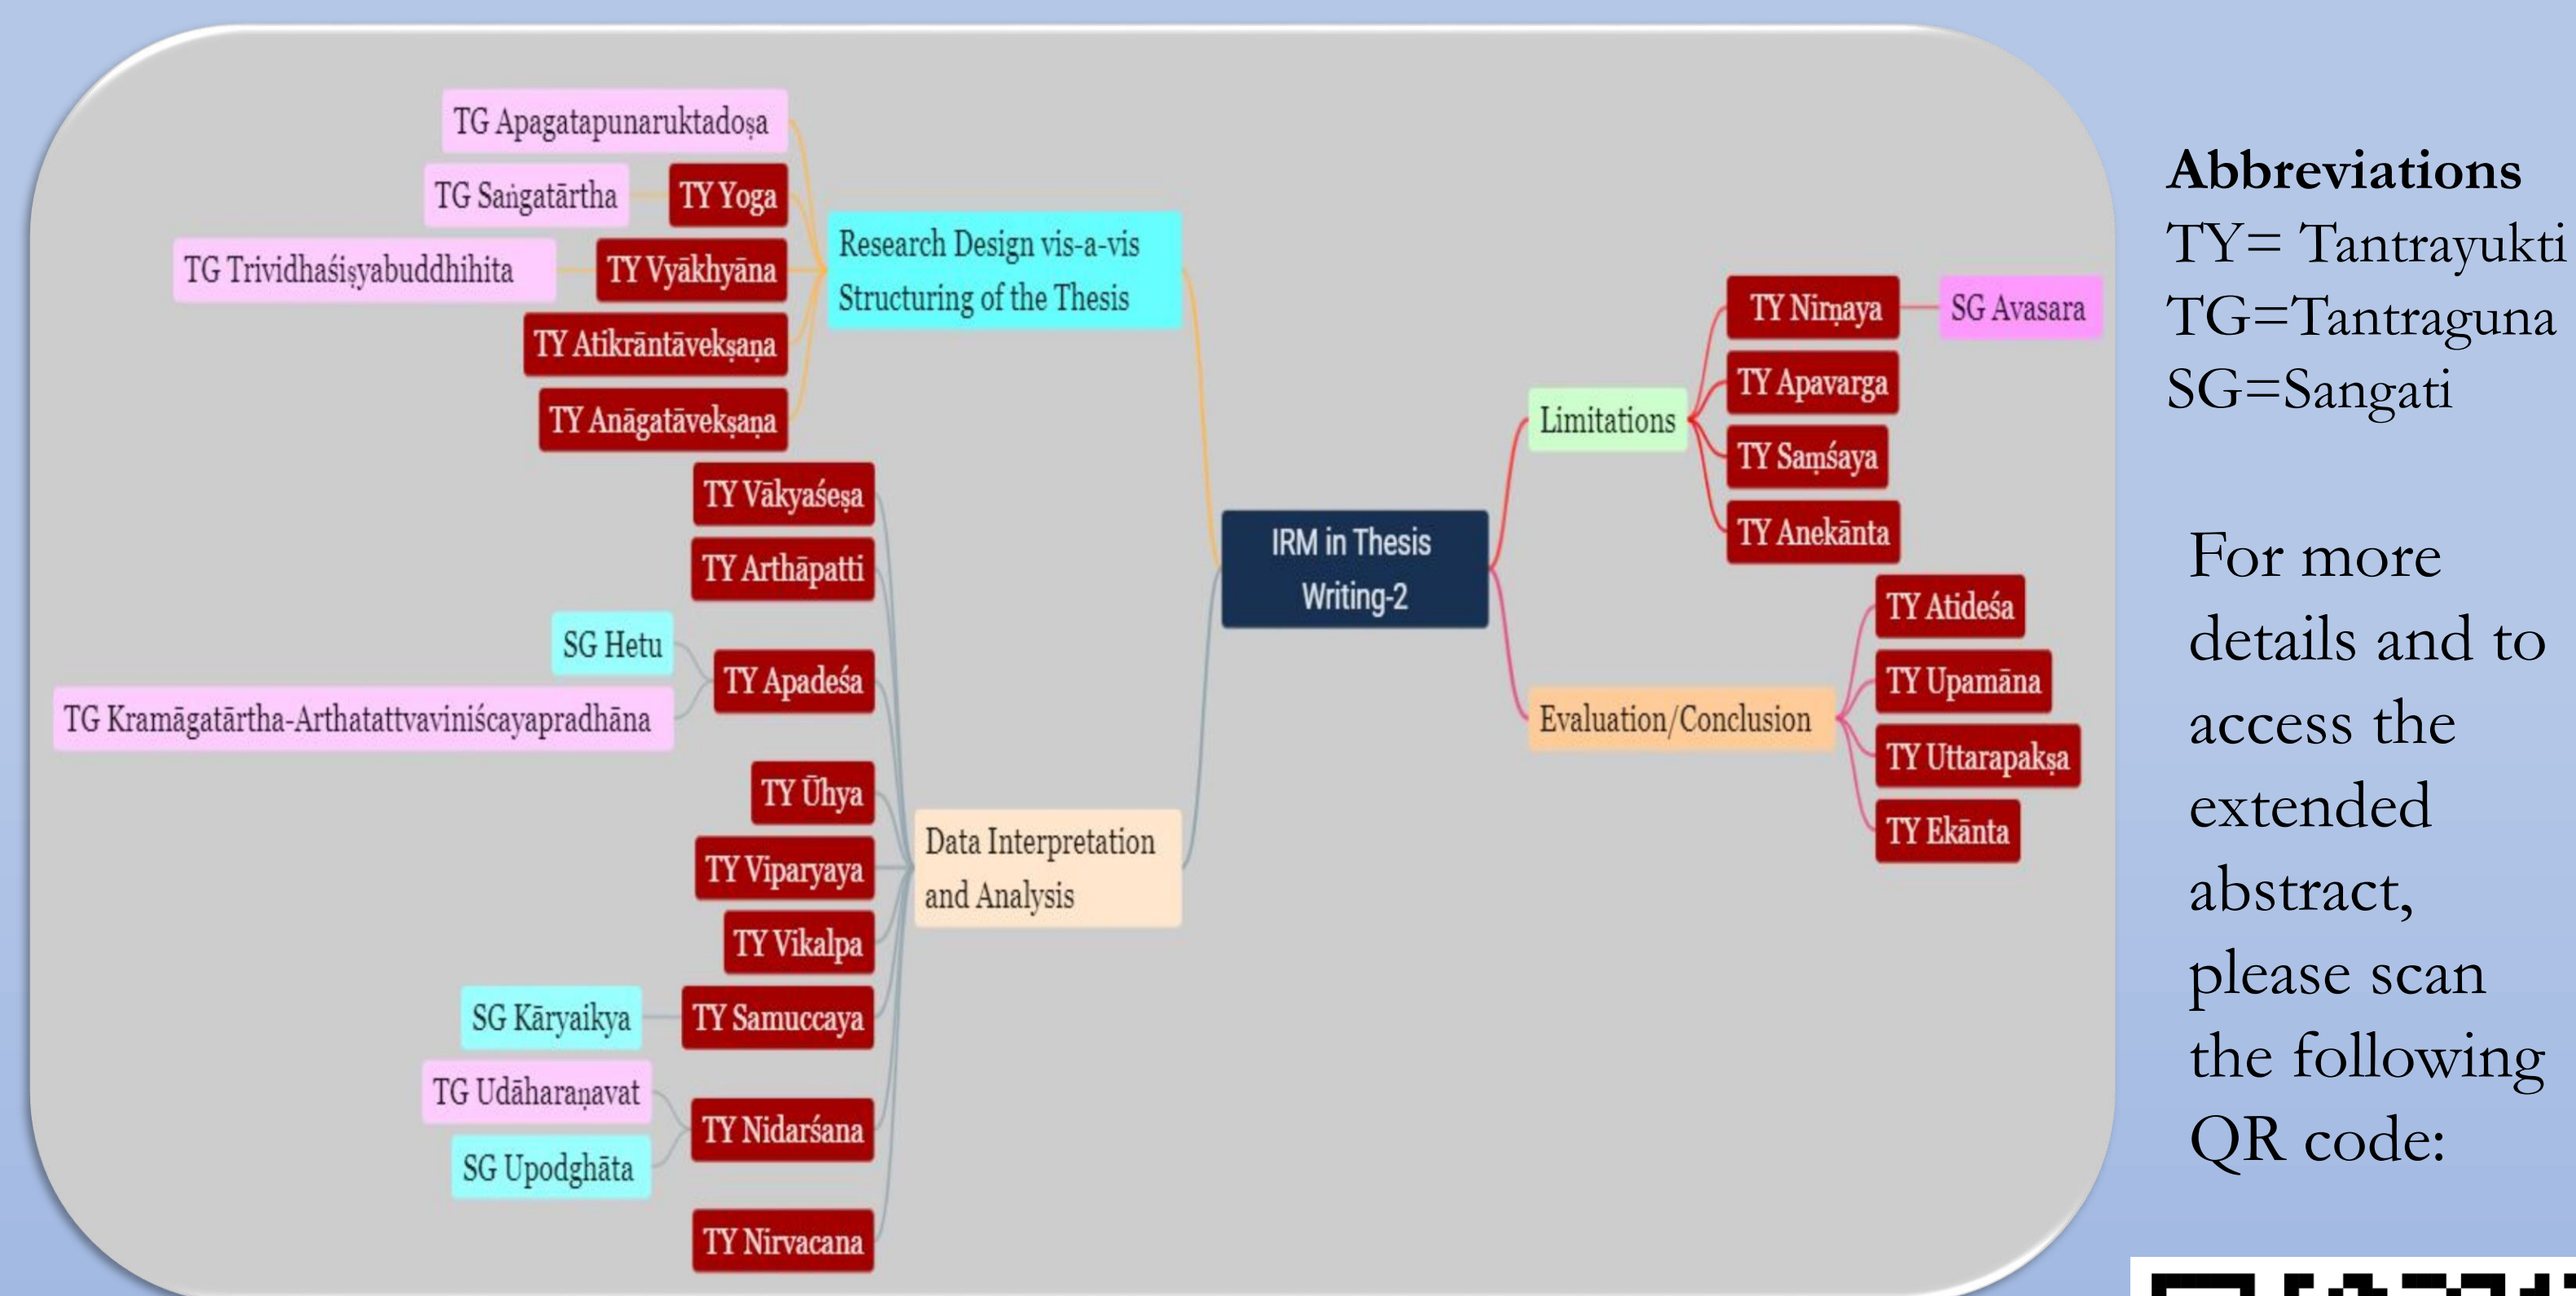 TG Apagatapunaruktadoṣa
TG Saṅgatārtha
TY Yoga
TG Trividhaśiṣyabuddhihita
TY Vyākhyāna
TY Atikrāntāvekṣaṇa
TY Anāgatāvekṣaṇa
Research Design vis-a-vis
Structuring of the Thesis
TY Vākyaśeṣa
TY Arthāpatti
SG Hetu
TG Kramāgatārtha-Arthatattvaviniścayapradhāna
TY Apadeśa
TY Ūhya
TY Viparyaya
TY Vikalpa
SG Kāryaikya
TY Samuccaya
TG Udāharaṇavat
SG Upodghāta
TY Nidarśana
TY Nirvacana
Data Interpretation
and Analysis
IRM in Thesis
Writing-2
Limitations
TY Nirṇaya
SG Avasara
TY Apavarga
TY Saṃśaya
TY Anekānta
Evaluation/Conclusion
TY Atideśa
TY Upamāna
TY Uttarapakṣa
TY Ekānta
Abbreviations
TY= Tantrayukti
TG=Tantraguna
SG=Sangati
For more
details and to
access the
extended
abstract,
please scan
the following
QR code: